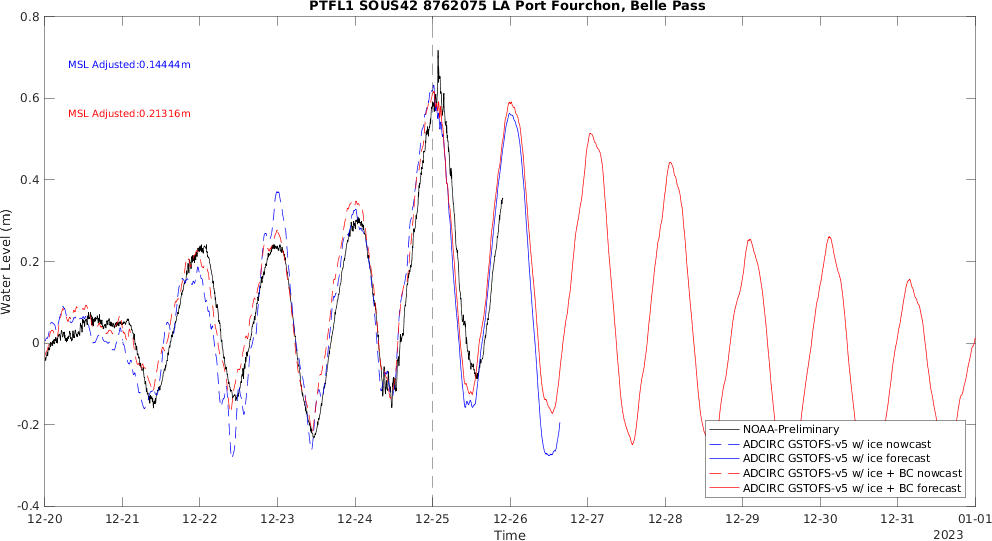 PTFL1 SOUS42 8762075 LA Port Fourchon, Belle Pass
MSL Adjusted:0.14444m
MSL Adjusted:0.21316m
Water Level (m)
0.8
0.6
0.4
0.2
0
-0.2
-0.4
NOAA-Preliminary
ADCIRC GSTOFS-v5 w/ ice nowcast
ADCIRC GSTOFS-v5 w/ ice forecast
ADCIRC GSTOFS-v5 w/ ice + BC nowcast
ADCIRC GSTOFS-v5 w/ ice + BC forecast
12-20 12-21 12-22 12-23 12-24 12-25 12-26 12-27 12-28 12-29 12-30 12-31 01-01
Time
2023